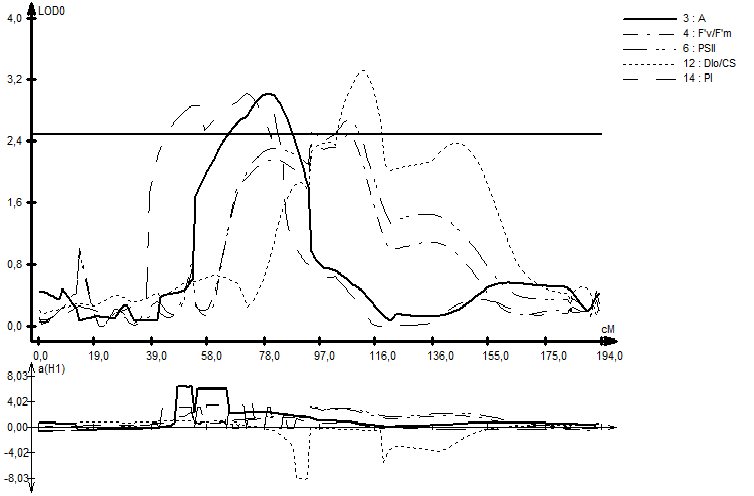 4,0 LOD0
3 : A
4 : F'v/F'm
6 : PSII
12 : DIo/CS
14 : PI
3,2
2,4
1,6
0,8
0,0
cM
0,0 19,0 39,0 58,0 78,0 97,0 116,0 136,0 155,0 175,0 194,0
a(H1)
8,03
4,02
0,00
-4,02
-8,03